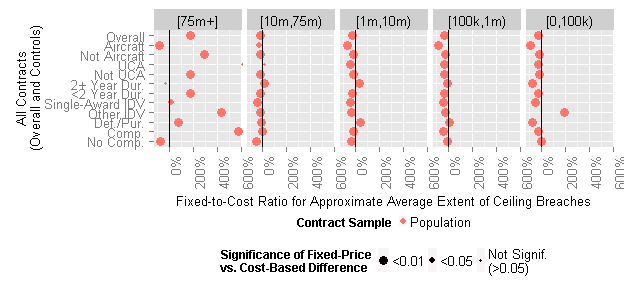 [75m+] [10m,75m) [1m,10m) [100k,1m) [0,100k)
All Contracts
(Overall and Controls)
Overall
Aircraft
Not Aircraft
UCA
Not UCA
2+ Year Dur.
<2 Year Dur.
Single-Award IDV
Other IDV
Def/Pur.
Comp.
No Comp.
0% 200% 400% 600% 0% 200% 400% 600% 0% 200% 400% 600% 0% 200% 400% 600% 0% 200% 400% 600%
Fixed-to-Cost Ratio for Approximate Average Extent of Ceiling Breaches
Contract Sample Population
Significance of Fixed-Price
vs. Cost-Based Difference
<0.01 <0.05 Not Signif.
(>0.05)